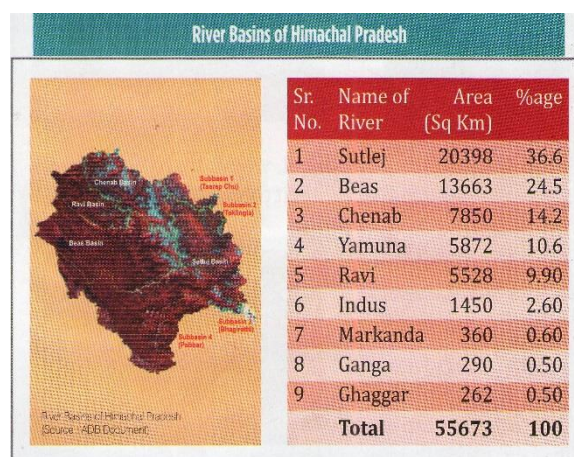 River Basins of Himachal Pradesh
Chenab Basin
Subbasin 1
(Tsarap Chu)
Subbasin 2
(Taklingla)
Ravi Basin
Beas Basin
Sutlej Basin
Subbasin 3
(Bhagirathi)
Subbasin 4
(Pabbar)
River Basins of Himachal Pradesh
(Source : ADB Document)
Sr. No. Name of River Area (Sq Km) %age
1 Sutlej 20398 36.6
2 Beas 13663 24.5
3 Chenab 7850 14.2
4 Yamuna 5872 10.6
5 Ravi 5528 9.90
6 Indus 1450 2.60
7 Markanda 360 0.60
8 Ganga 290 0.50
9 Ghaggar 262 0.50
Total 55673 100